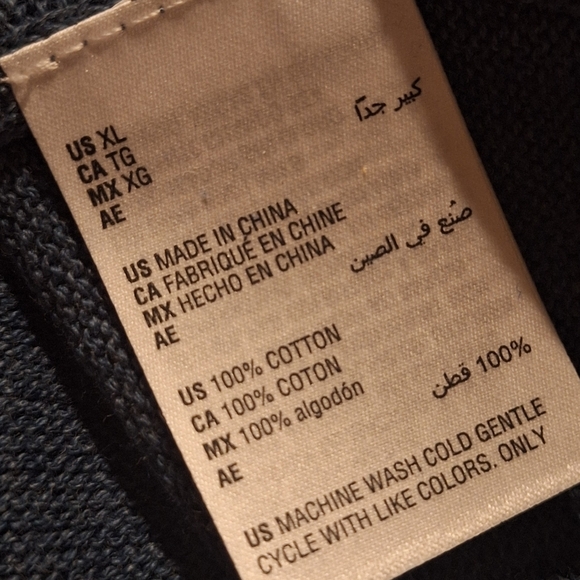 US XL
CA TG
MX XG
AE كبير جدًا
US MADE IN CHINA
CA FABRIQUÉ EN CHINE
MX HECHO EN CHINA
AE صُنع في الصين
US 100% COTTON
CA 100% COTON
MX 100% algodón
AE 100% قطن
US MACHINE WASH COLD GENTLE
CYCLE WITH LIKE COLORS. ONLY